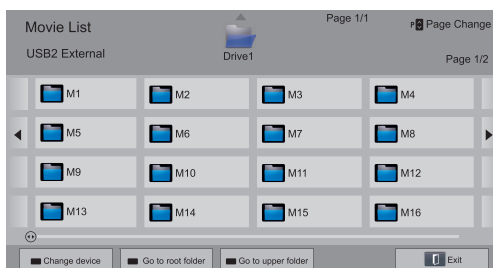 Movie List
Page 1/1
P Page Change
USB2 External
Drive1
Page 1/2
M1 M2 M3 M4
M5 M6 M7 M8
M9 M10 M11 M12
M13 M14 M15 M16
Change device Go to root folder Go to upper folder Exit